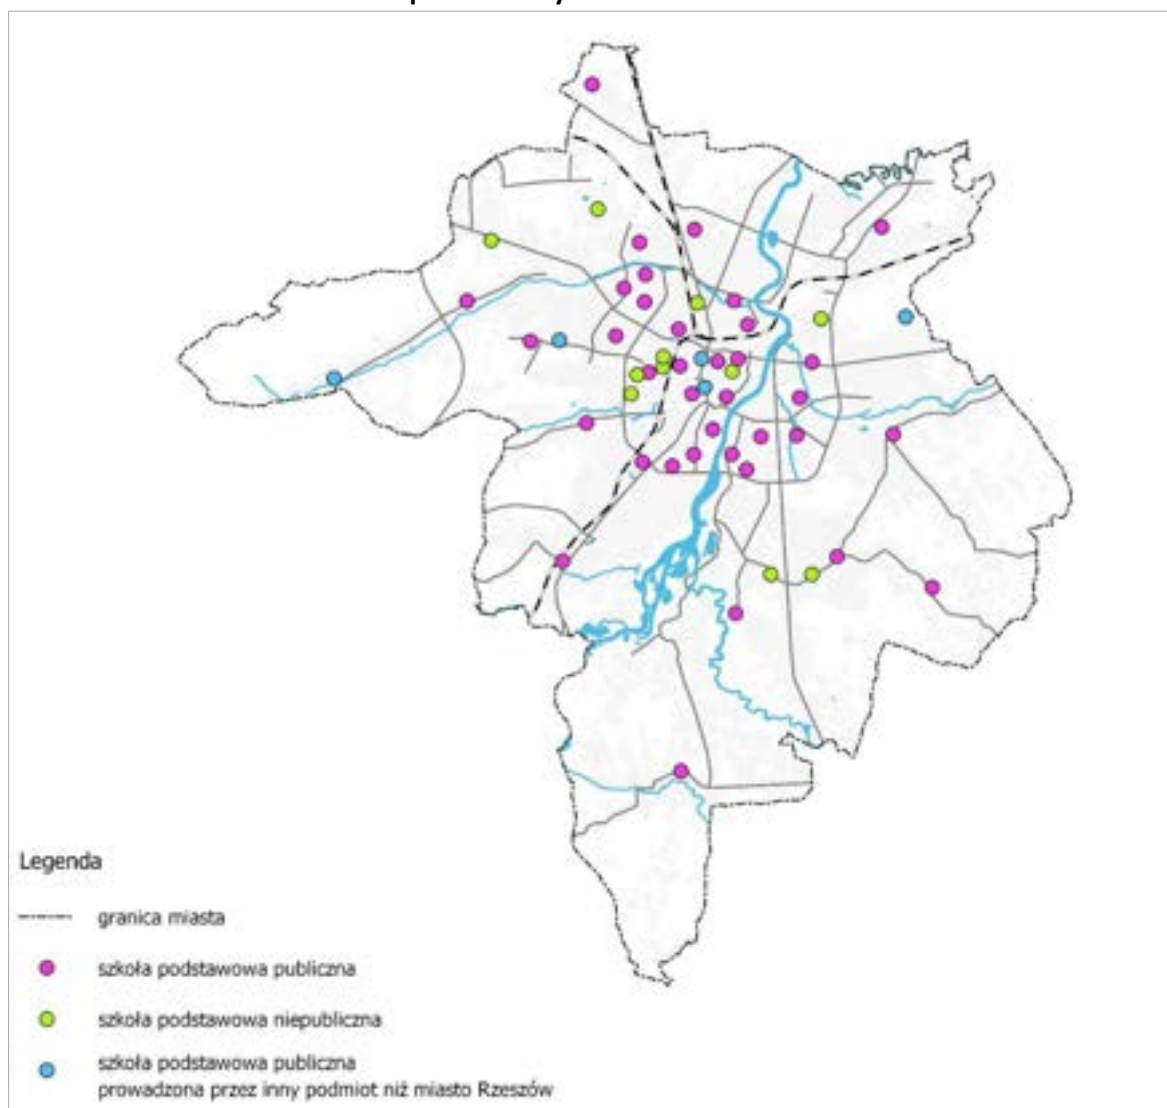 Legenda
granica miasta
szkoła podstawowa publiczna
szkoła podstawowa niepubliczna
szkoła podstawowa publiczna
prowadzona przez inny podmiot niż miasto Rzeszów